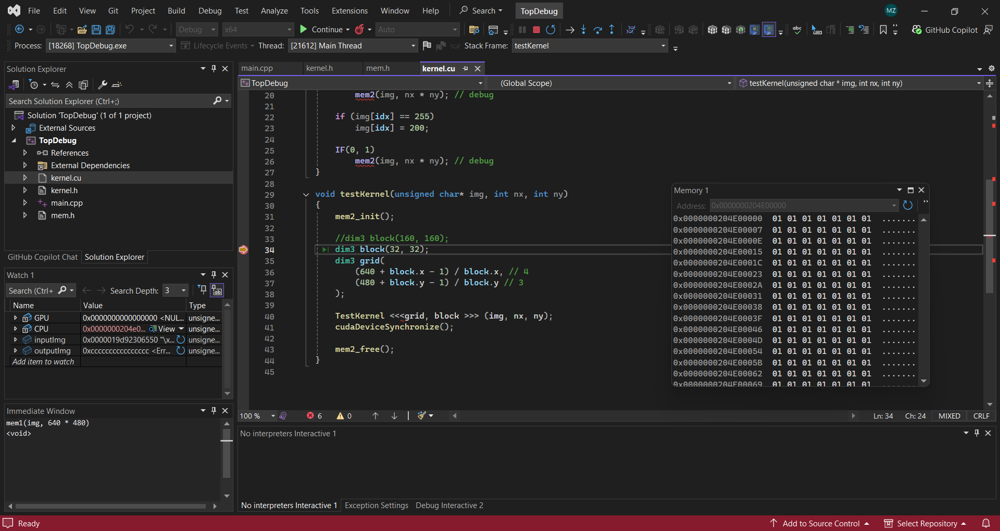 File Edit View Git Project Build Debug Test Analyze Tools Extensions Window Help Search TopDebug MZ
Debug x64 Continue Auto abc GitHub Copilot
Process: [18268] TopDebug.exe Lifecycle Events Thread: [21612] Main Thread Stack Frame: testKernel
Solution Explorer
Search Solution Explorer (Ctrl+;)
Solution 'TopDebug' (1 of 1 project)
External Sources
TopDebug
References
External Dependencies
kernel.cu
kernel.h
main.cpp
mem.h
GitHub Copilot Chat Solution Explorer
Watch 1
Search (Ctrl+ Search Depth: 3
Name Value Type
GPU 0x0000000000000000 <NUL... unsigne...
CPU 0x0000000204e0... View unsigne...
inputImg 0x0000019d92306550 "\x... unsigne...
outputImg 0xcccccccccccccccc <Err... unsigne...
Add item to watch
Immediate Window
mem1(img, 640 * 480)
<void>
main.cpp kernel.h mem.h kernel.cu
TopDebug (Global Scope) testKernel(unsigned char * img, int nx, int ny)
20 mem2(img, nx * ny); // debug
21
22 if (img[idx] == 255)
23 img[idx] = 200;
24
25 IF(0, 1)
26 mem2(img, nx * ny); // debug
27 }
28
29 void testKernel(unsigned char* img, int nx, int ny)
30 {
31 mem2_init();
32
33 //dim3 block(160, 160);
34 dim3 block(32, 32);
35 dim3 grid(
36 (640 + block.x - 1) / block.x, // 4
37 (480 + block.y - 1) / block.y // 3
38 );
39
40 TestKernel <<<grid, block >>> (img, nx, ny);
41 cudaDeviceSynchronize();
42
43 mem2_free();
44 }
45
Memory 1
Address: 0x0000000204E00000
0x0000000204E00000 01 01 01 01 01 01 01 .......
0x0000000204E00007 01 01 01 01 01 01 01 .......
0x0000000204E0000E 01 01 01 01 01 01 01 .......
0x0000000204E00015 01 01 01 01 01 01 01 .......
0x0000000204E0001C 01 01 01 01 01 01 01 .......
0x0000000204E00023 01 01 01 01 01 01 01 .......
0x0000000204E0002A 01 01 01 01 01 01 01 .......
0x0000000204E00031 01 01 01 01 01 01 01 .......
0x0000000204E00038 01 01 01 01 01 01 01 .......
0x0000000204E0003F 01 01 01 01 01 01 01 .......
0x0000000204E00046 01 01 01 01 01 01 01 .......
0x0000000204E0004D 01 01 01 01 01 01 01 .......
0x0000000204E00054 01 01 01 01 01 01 01 .......
0x0000000204E0005B 01 01 01 01 01 01 01 .......
0x0000000204E00062 01 01 01 01 01 01 01 .......
0x0000000204E00069 01 01 01 01 01 01 01 .......
100 % 6 0 Ln: 34 Ch: 24 MIXED CRLF
No interpreters Interactive 1
No interpreters Interactive 1 Exception Settings Debug Interactive 2
Ready Add to Source Control Select Repository